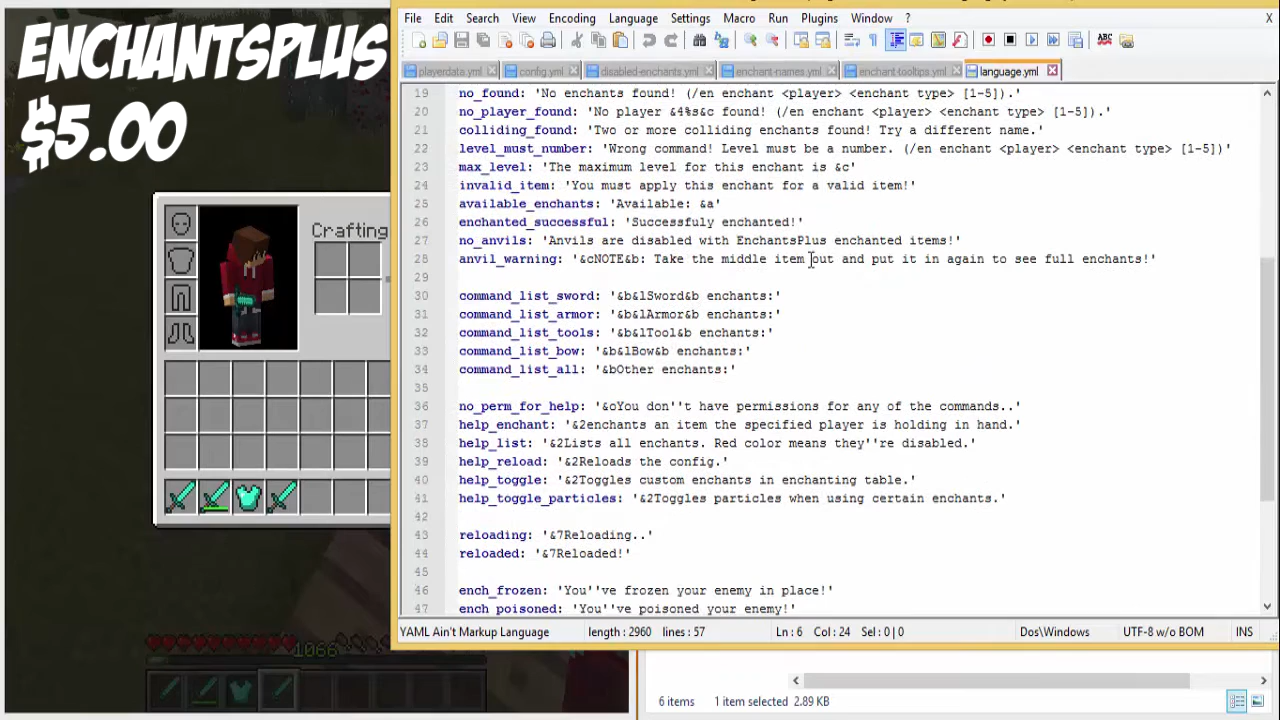 ENCHANTSPLUS
$5.00
Crafting
1066
File Edit Search View Encoding Language Settings Macro Run Plugins Window ? X
playerdata.yml config.yml disabled-enchants.yml enchant-names.yml enchant-tooltips.yml language.yml
19 no_found: 'No enchants found! (/en enchant <player> <enchant type> [1-5]).'
20 no_player_found: 'No player &4%s&c found! (/en enchant <player> <enchant type> [1-5]).
21 colliding_found: 'Two or more colliding enchants found! Try a different name.'
22 level_must_number: 'Wrong command! Level must be a number. (/en enchant <player> <enchant type> [1-5])'
23 max_level: 'The maximum level for this enchant is &c'
24 invalid_item: 'You must apply this enchant for a valid item!'
25 available_enchants: 'Available: &a'
26 enchanted_successful: 'Successfuly enchanted!'
27 no_anvils: 'Anvils are disabled with EnchantsPlus enchanted items!'
28 anvil_warning: '&cNOTE&b: Take the middle item out and put it in again to see full enchants!'
29
30 command_list_sword: '&b&lSword&b enchants:'
31 command_list_armor: '&b&lArmor&b enchants:'
32 command_list_tools: '&b&lTool&b enchants:'
33 command_list_bow: '&b&lBow&b enchants:'
34 command_list_all: '&bOther enchants:'
35
36 no_perm_for_help: '&oYou don''t have permissions for any of the commands..'
37 help_enchant: '&2enchants an item the specified player is holding in hand.'
38 help_list: '&2Lists all enchants. Red color means they''re disabled.'
39 help_reload: '&2Reloads the config.'
40 help_toggle: '&2Toggles custom enchants in enchanting table.'
41 help_toggle_particles: '&2Toggles particles when using certain enchants.'
42
43 reloading: '&7Reloading..'
44 reloaded: '&7Reloaded!'
45
46 ench_frozen: 'You''ve frozen your enemy in place!'
47 ench_poisoned: 'You''ve poisoned your enemy!'
YAML Ain't Markup Language length : 2960 lines : 57 Ln : 6 Col : 24 Sel : 0 | 0 Dos\Windows UTF-8 w/o BOM INS
6 items 1 item selected 2.89 KB